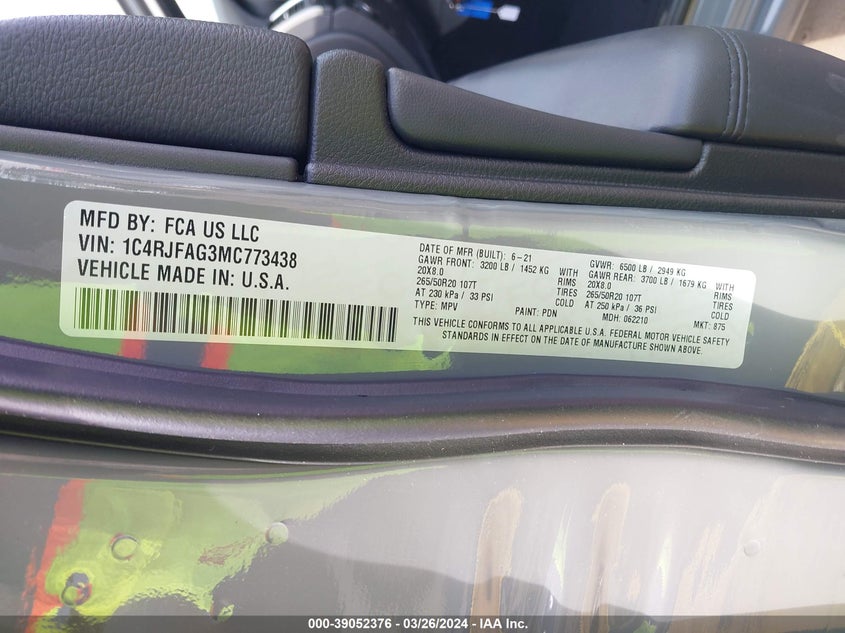 MFD BY: FCA US LLC
VIN: 1C4RJFAG3MC773438
VEHICLE MADE IN: U.S.A.
DATE OF MFR (BUILT): 6-21 GVWR: 6500 LB / 2949 KG
GAWR FRONT: 3200 LB / 1452 KG WITH GAWR REAR: 3700 LB / 1679 KG WITH
20X8.0 RIMS 20X8.0 RIMS
265/50R20 107T TIRES 265/50R20 107T TIRES
AT 230 kPa / 33 PSI COLD AT 250 kPa / 36 PSI COLD
TYPE: MPV PAINT: PDN MDH: 062210 MKT: 875
THIS VEHICLE CONFORMS TO ALL APPLICABLE U.S.A. FEDERAL MOTOR VEHICLE SAFETY
STANDARDS IN EFFECT ON THE DATE OF MANUFACTURE SHOWN ABOVE.
000-39052376 - 03/26/2024 - IAA Inc.